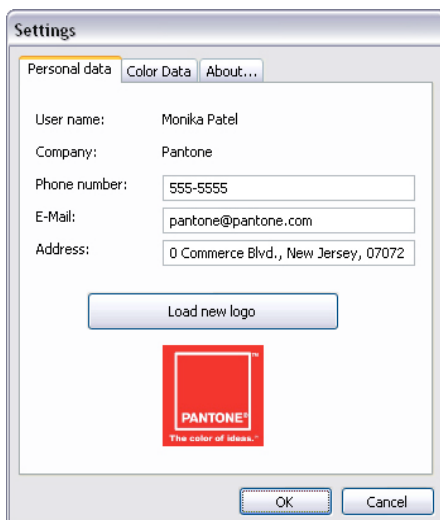 Settings
Personal data Color Data About...
User name: Monika Patel
Company: Pantone
Phone number: 555-5555
E-Mail: pantone@pantone.com
Address: 0 Commerce Blvd., New Jersey, 07072
Load new logo
™
PANTONE®
The color of ideas.™
OK Cancel